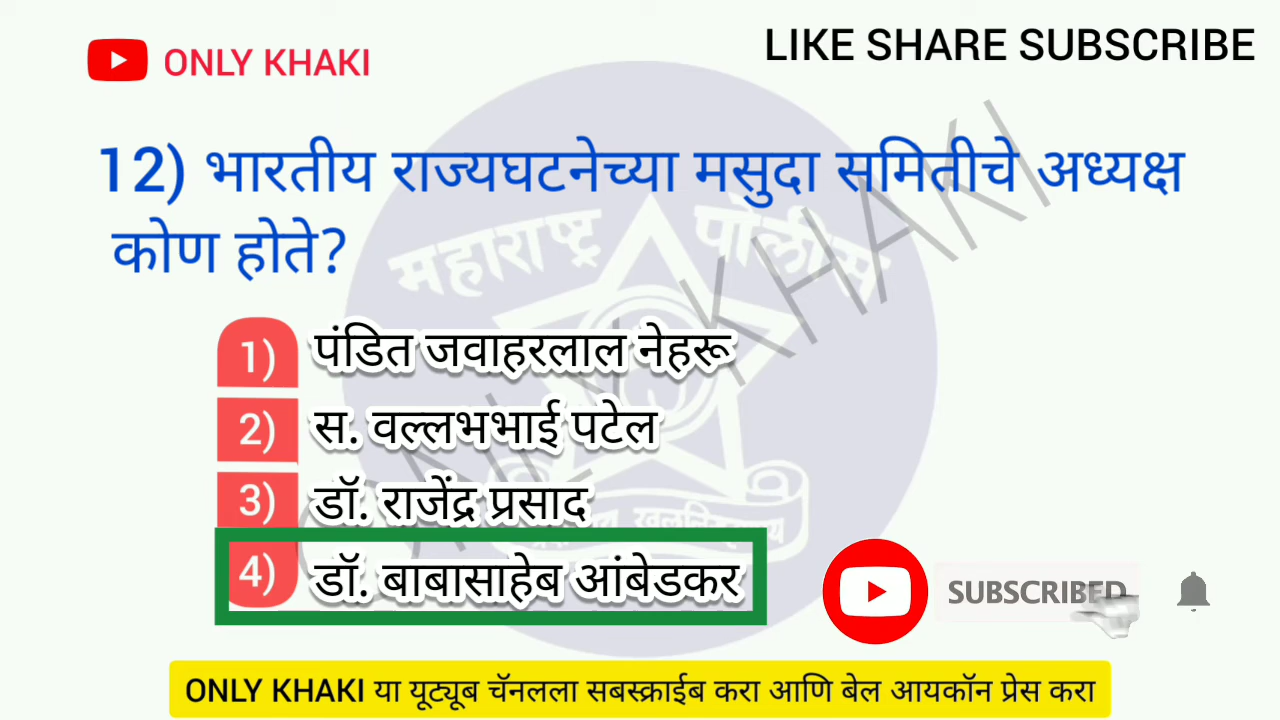 ONLY KHAKI
LIKE SHARE SUBSCRIBE
12) भारतीय राज्यघटनेच्या मसुदा समितीचे अध्यक्ष
कोण होते?
महाराष्ट्र पोलीस
1) पंडित जवाहरलाल नेहरू
2) स. वल्लभभाई पटेल
3) डॉ. राजेंद्र प्रसाद
4) डॉ. बाबासाहेब आंबेडकर
SUBSCRIBED
ONLY KHAKI या यूट्यूब चॅनलला सबस्क्राईब करा आणि बेल आयकॉन प्रेस करा